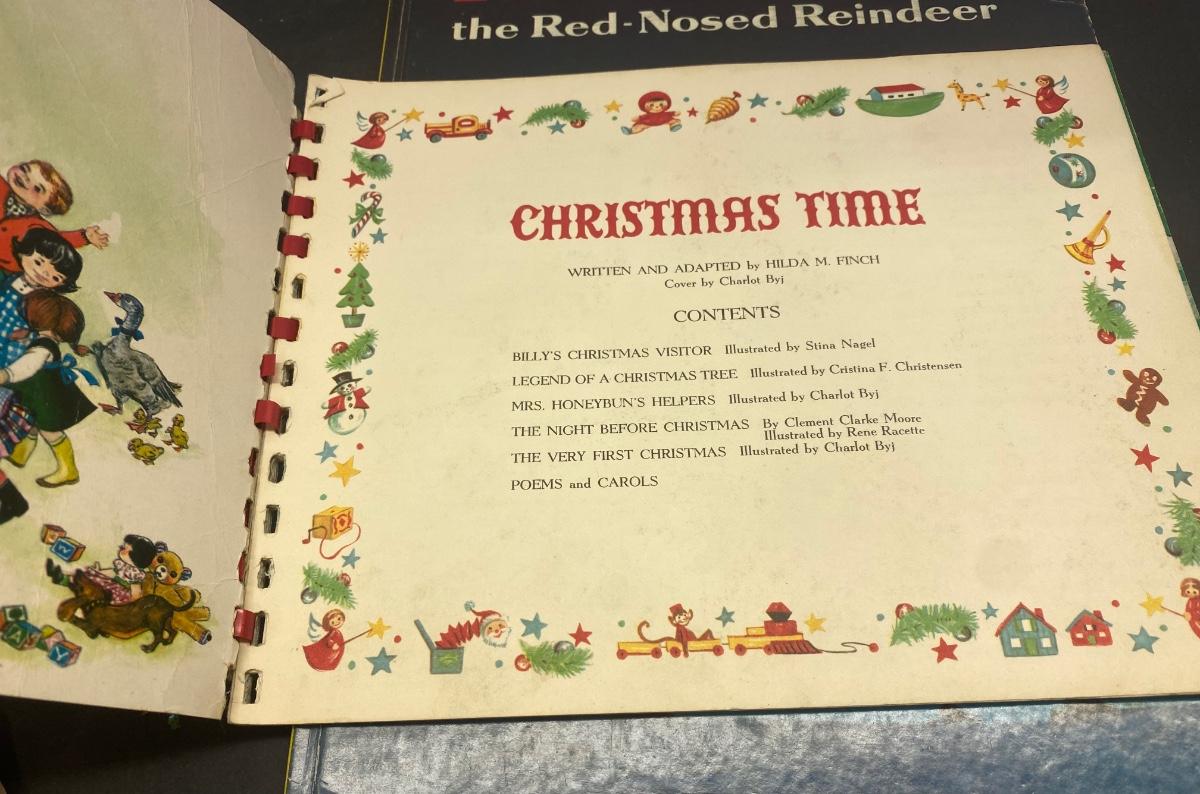 the Red-Nosed Reindeer
CHRISTMAS TIME
WRITTEN AND ADAPTED by HILDA M. FINCH
Cover by Charlot Byj
CONTENTS
BILLY'S CHRISTMAS VISITOR Illustrated by Stina Nagel
LEGEND OF A CHRISTMAS TREE Illustrated by Cristina F. Christensen
MRS. HONEYBUN'S HELPERS Illustrated by Charlot Byj
THE NIGHT BEFORE CHRISTMAS By Clement Clarke Moore
Illustrated by Rene Racette
THE VERY FIRST CHRISTMAS Illustrated by Charlot Byj
POEMS and CAROLS